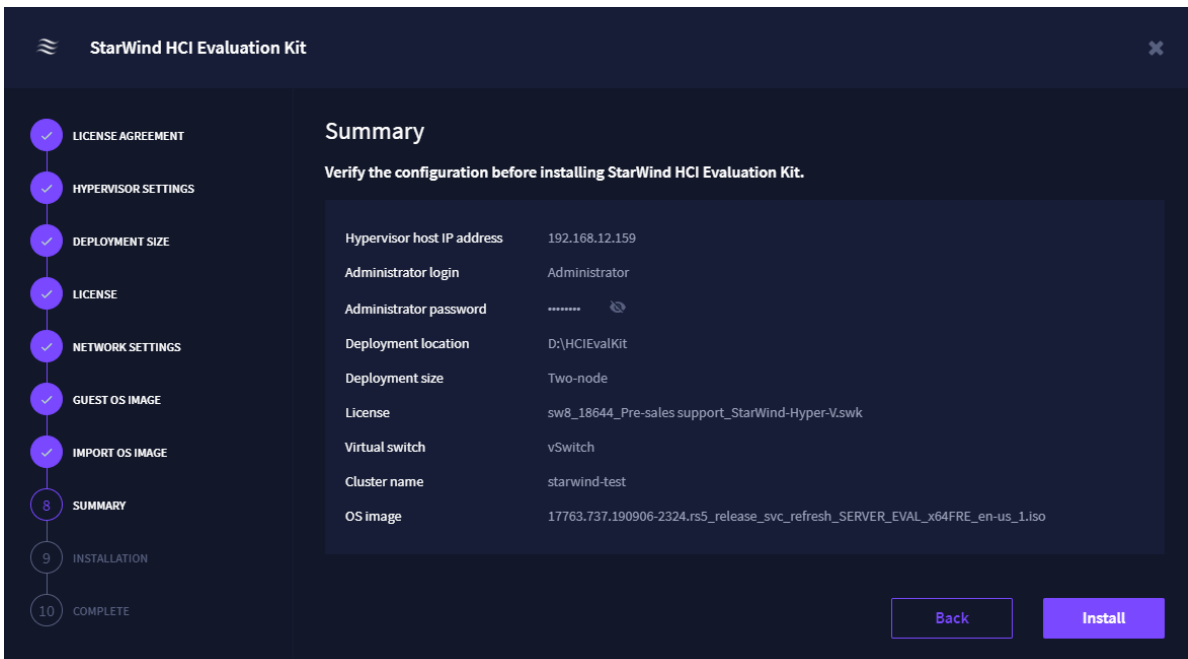 StarWind HCI Evaluation Kit
LICENSE AGREEMENT
HYPERVISOR SETTINGS
DEPLOYMENT SIZE
LICENSE
NETWORK SETTINGS
GUEST OS IMAGE
IMPORT OS IMAGE
8 SUMMARY
9 INSTALLATION
10 COMPLETE
Summary
Verify the configuration before installing StarWind HCI Evaluation Kit.
Hypervisor host IP address 192.168.12.159
Administrator login Administrator
Administrator password ••••••••
Deployment location D:\HCIEvalKit
Deployment size Two-node
License sw8_18644_Pre-sales support_StarWind-Hyper-V.swk
Virtual switch vSwitch
Cluster name starwind-test
OS image 17763.737.190906-2324.rs5_release_svc_refresh_SERVER_EVAL_x64FRE_en-us_1.iso
Back Install